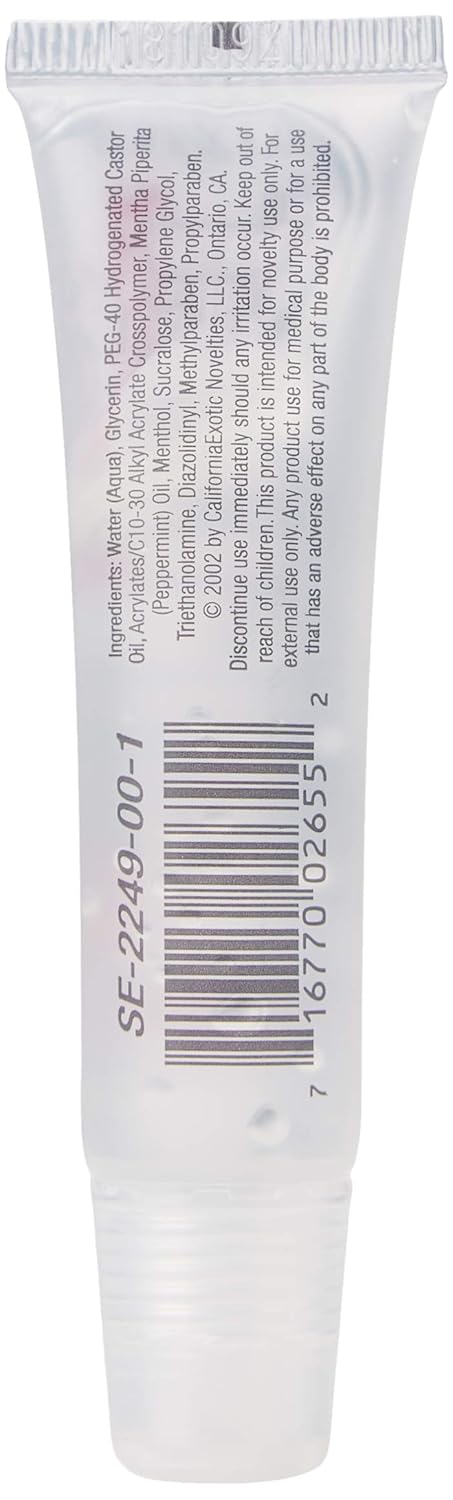 181092
Ingredients: Water (Aqua), Glycerin, PEG-40 Hydrogenated Castor
Oil, Acrylates/C10-30 Alkyl Acrylate Crosspolymer, Mentha Piperita
(Peppermint) Oil, Menthol, Sucralose, Propylene Glycol,
Triethanolamine, Diazolidinyl, Methylparaben, Propylparaben.
© 2002 by CaliforniaExotic Novelties, LLC., Ontario, CA.
Discontinue use immediately should any irritation occur. Keep out of
reach of children.This product is intended for novelty use only. For
external use only. Any product use for medical purpose or for a use
that has an adverse effect on any part of the body is prohibited.
SE-2249-00-1
7 16770 02655 2